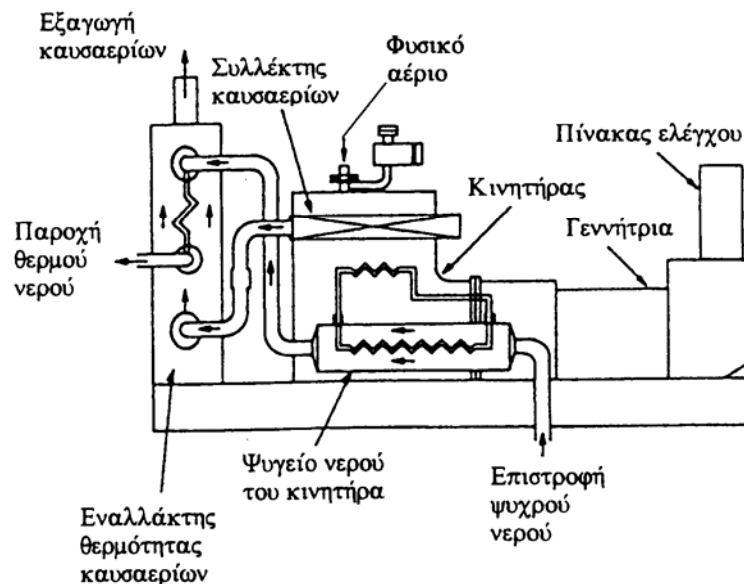 Εξαγωγή
καυσαερίων
Συλλέκτης
καυσαερίων
Φυσικό
αέριο
Πίνακας ελέγχου
Κινητήρας
Γεννήτρια
Παροχή
θερμού
νερού
Ψυγείο νερού
του κινητήρα
Επιστροφή
ψυχρού
νερού
Εναλλάκτης
θερμότητας
καυσαερίων